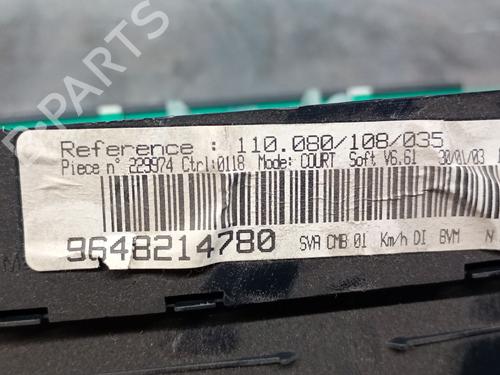 Reference : 110.080/108/035
Piece n° 229974 Ctrl:0118 Mode: COURT Soft V6.61 30/01/03
9648214780 SVR CMB 01 Km/h DI BVM N
B-PARTS